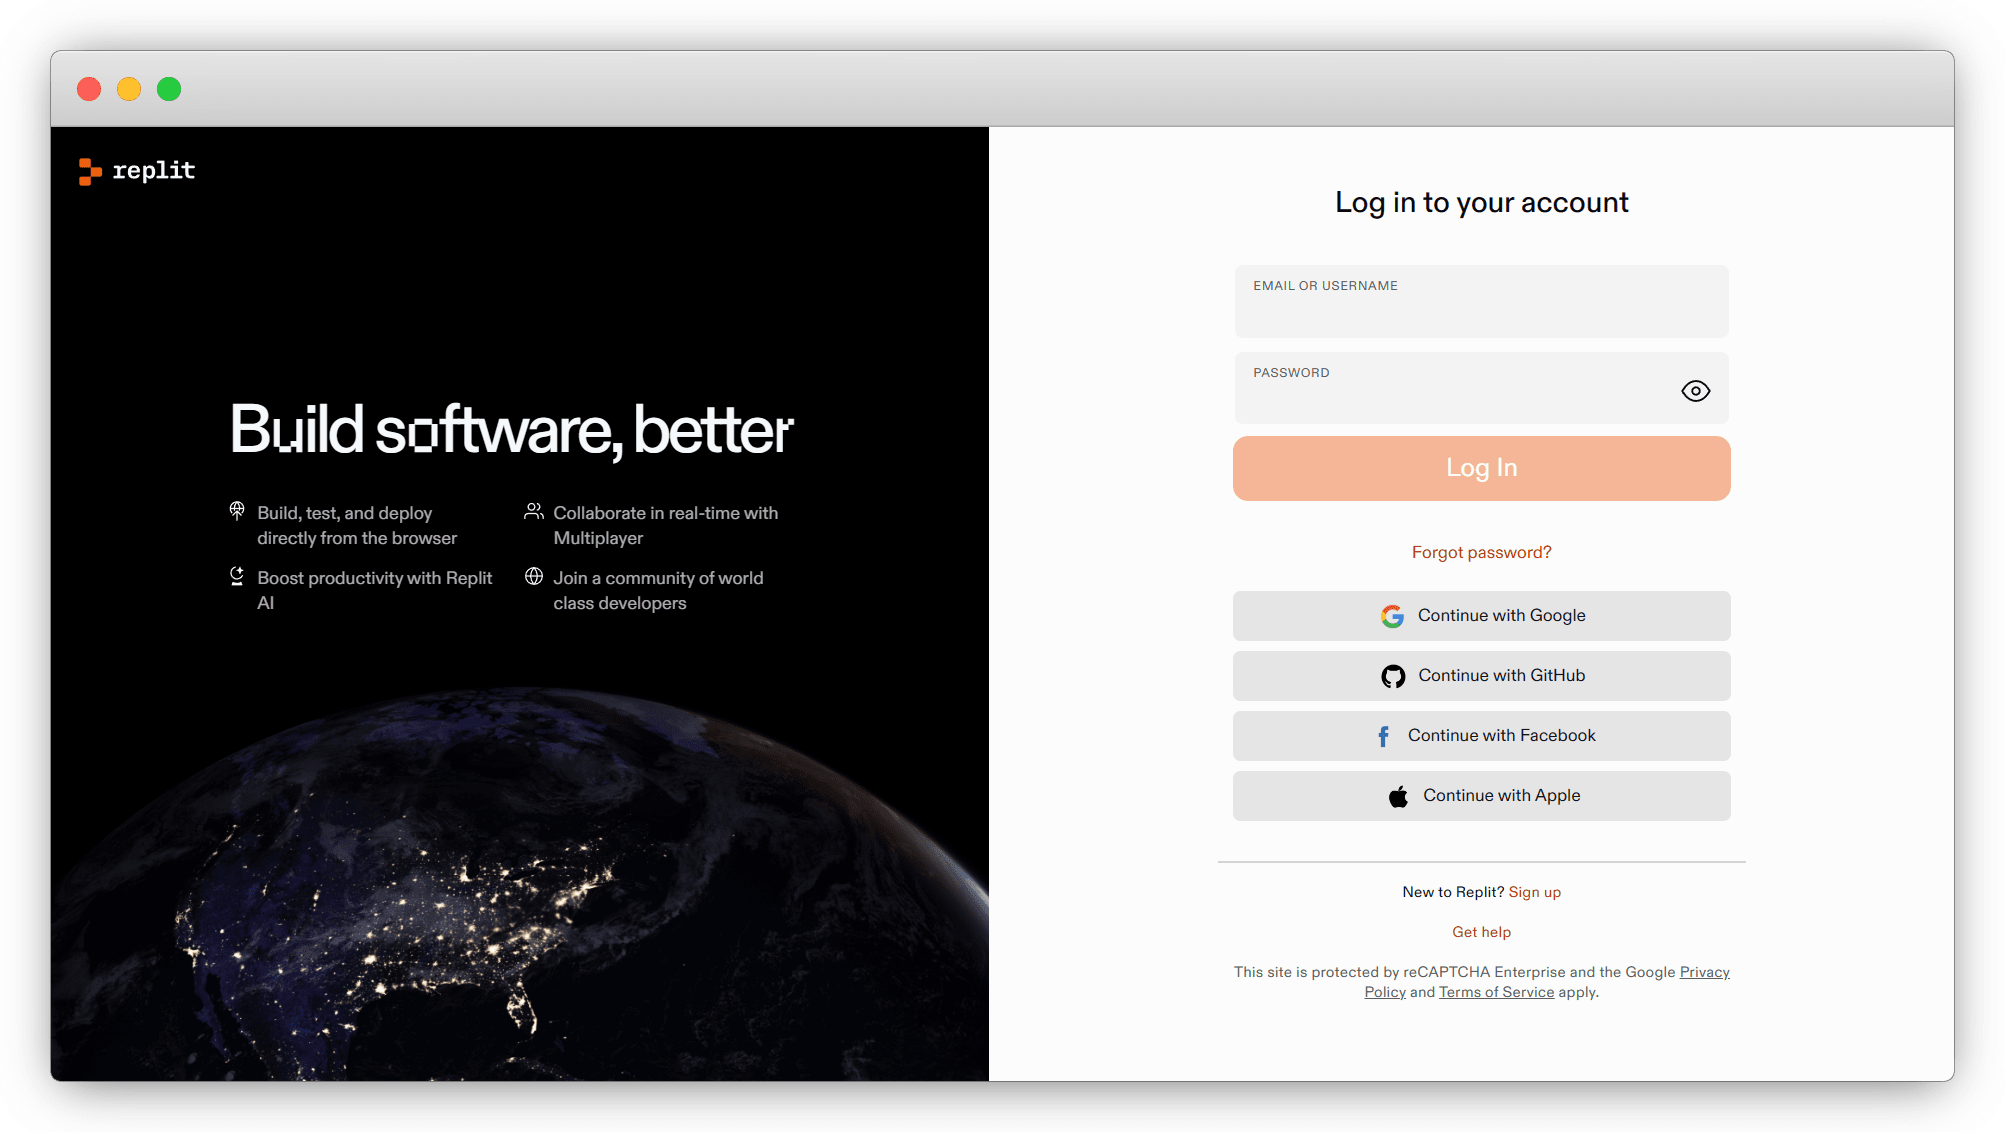 replit
Build software, better
Build, test, and deploy
directly from the browser
Collaborate in real-time with
Multiplayer
Boost productivity with Replit
AI
Join a community of world
class developers
Log in to your account
EMAIL OR USERNAME
PASSWORD
Log In
Forgot password?
Continue with Google
Continue with GitHub
Continue with Facebook
Continue with Apple
New to Replit? Sign up
Get help
This site is protected by reCAPTCHA Enterprise and the Google Privacy
Policy and Terms of Service apply.